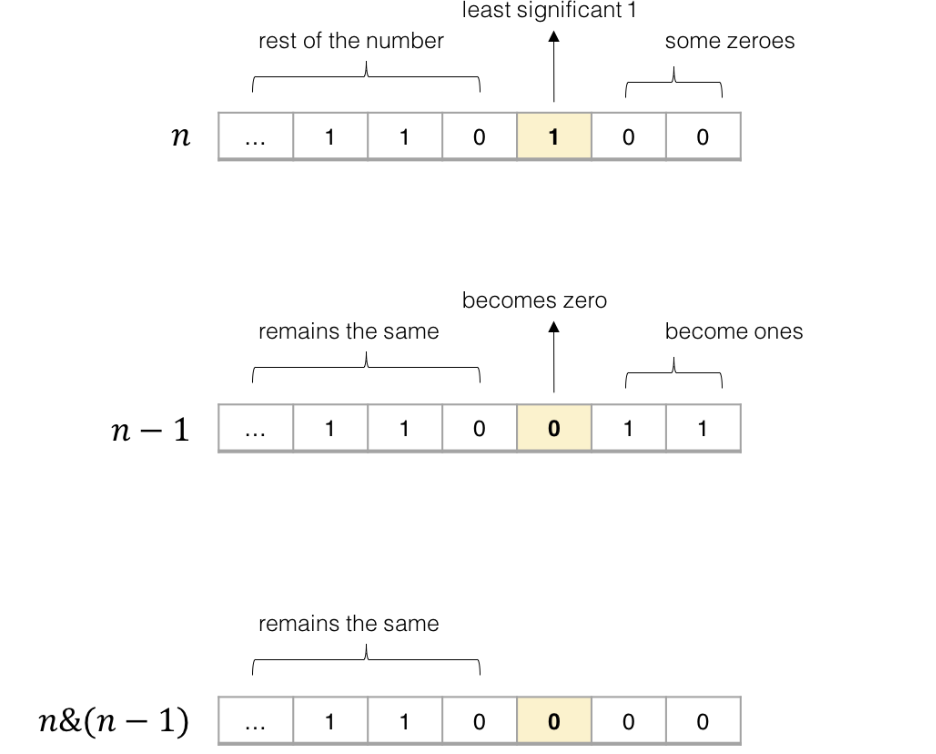 least significant 1
rest of the number
some zeroes
n ... 1 1 0 1 0 0
becomes zero
remains the same
become ones
n − 1 ... 1 1 0 0 1 1
remains the same
n&(n − 1) ... 1 1 0 0 0 0